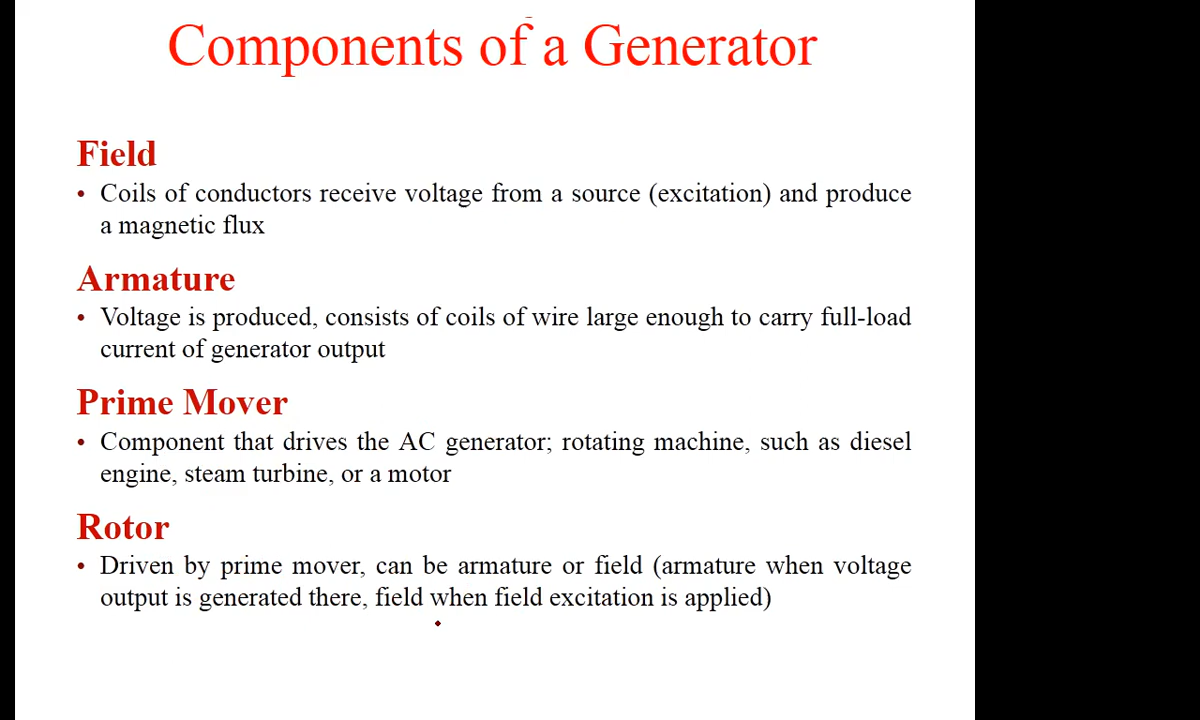 Components of a Generator
Field
• Coils of conductors receive voltage from a source (excitation) and produce
a magnetic flux
Armature
• Voltage is produced, consists of coils of wire large enough to carry full-load
current of generator output
Prime Mover
• Component that drives the AC generator; rotating machine, such as diesel
engine, steam turbine, or a motor
Rotor
• Driven by prime mover, can be armature or field (armature when voltage
output is generated there, field when field excitation is applied)